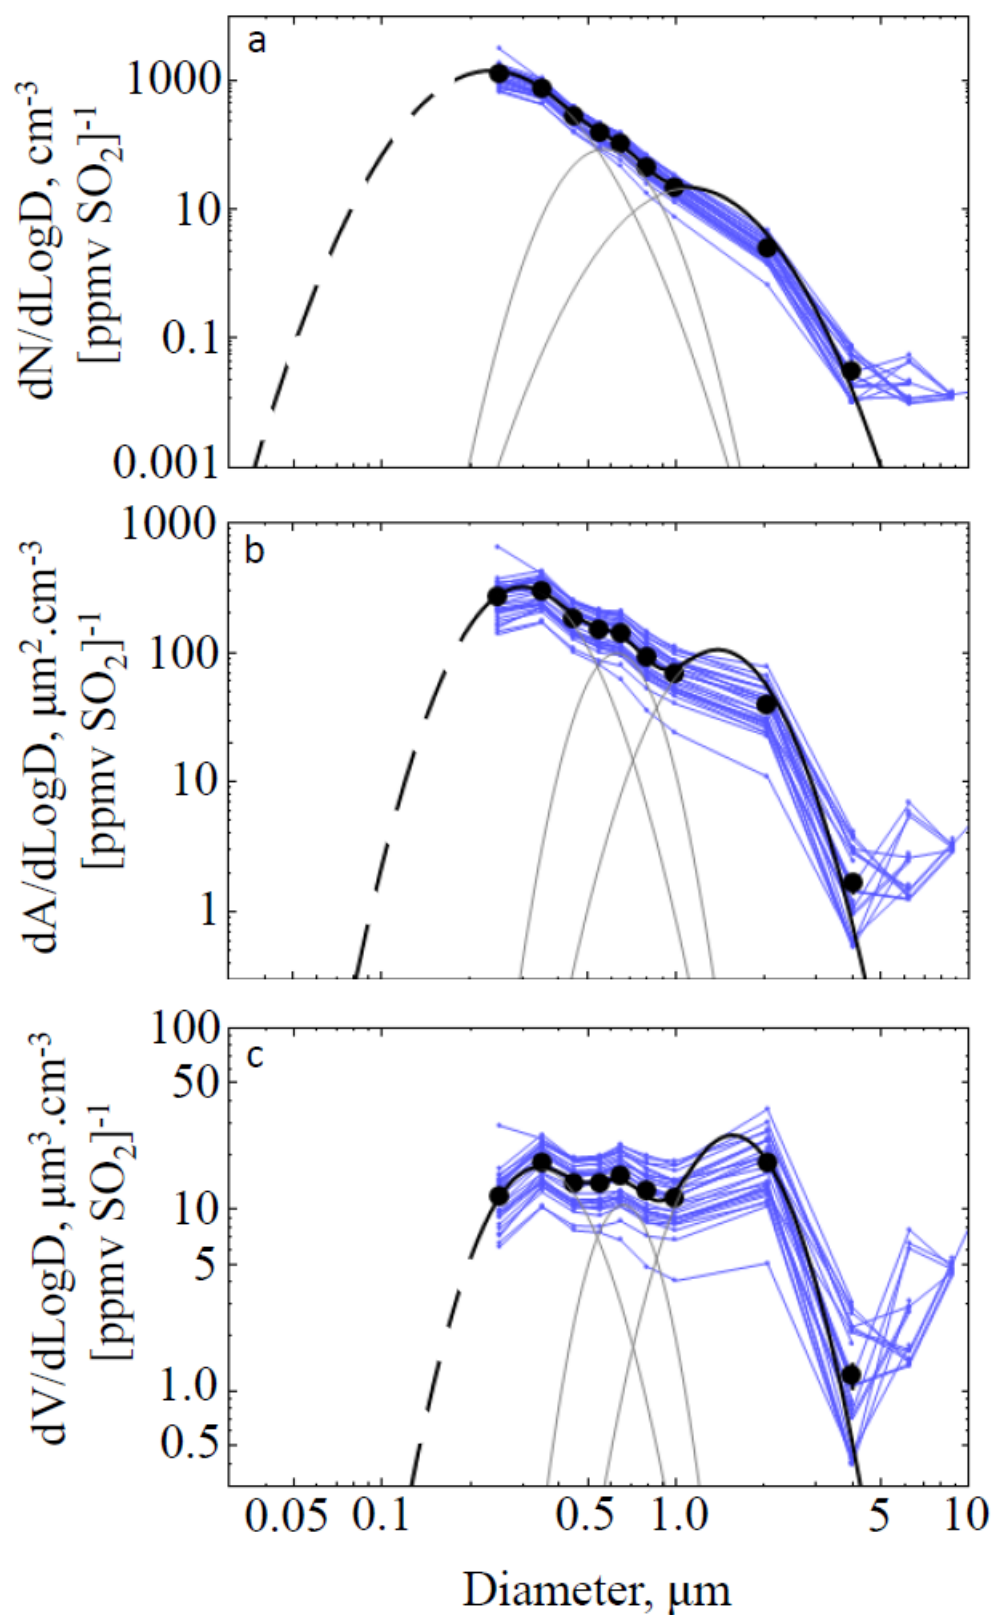 a
dN/dLogD, cm⁻³
[ppmv SO₂]⁻¹
1000
10
0.1
0.001
b
dA/dLogD, μm².cm⁻³
[ppmv SO₂]⁻¹
1000
100
10
1
c
dV/dLogD, μm³.cm⁻³
[ppmv SO₂]⁻¹
100
50
10
5
1.0
0.5
0.05 0.1 0.5 1.0 5 10
Diameter, μm